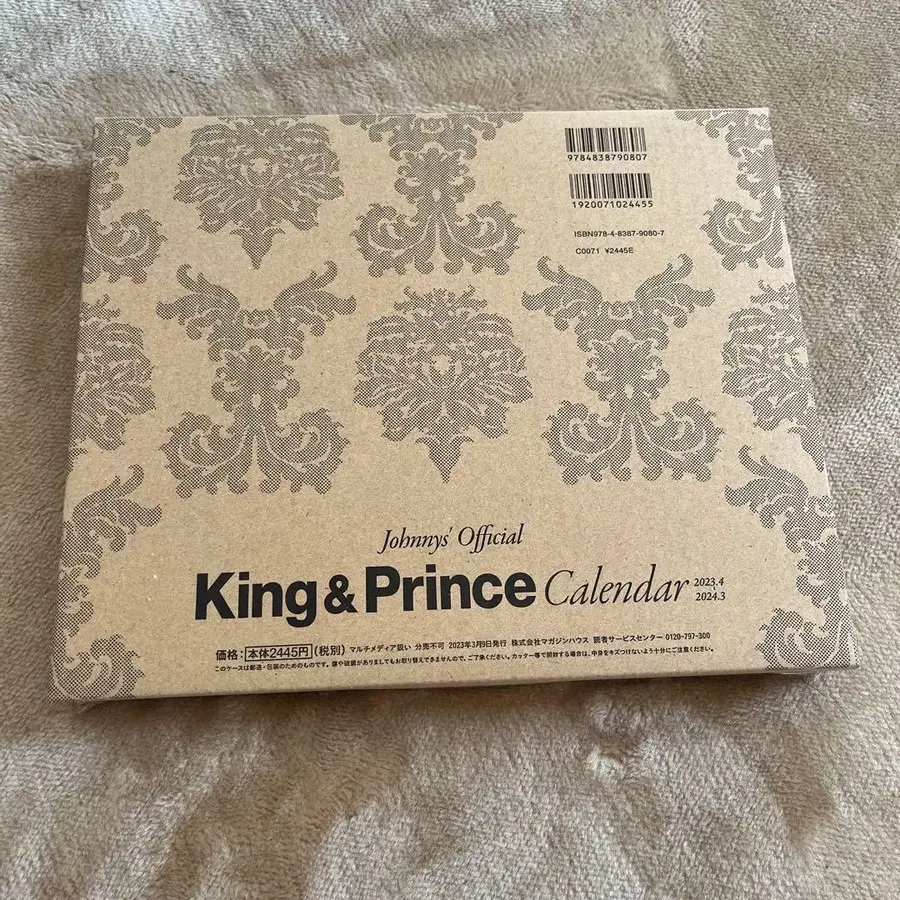 9784838790807
1920071024455
ISBN978-4-8387-9080-7
C0071 ¥2445E
Johnnys' Official
King & Prince Calendar 2023.4 - 2024.3
価格：本体2445円（税別）マルチメディア扱い 分売不可 2023年3月9日発行 株式会社マガジンハウス 読者サービスセンター 0120-797-300
このケースは郵送・包装のためのものです。傷や破損がありましてもお取り替えできませんので、ご了承ください。カッター等で開封する場合は、中身をキズつけないよう十分にご注意ください。